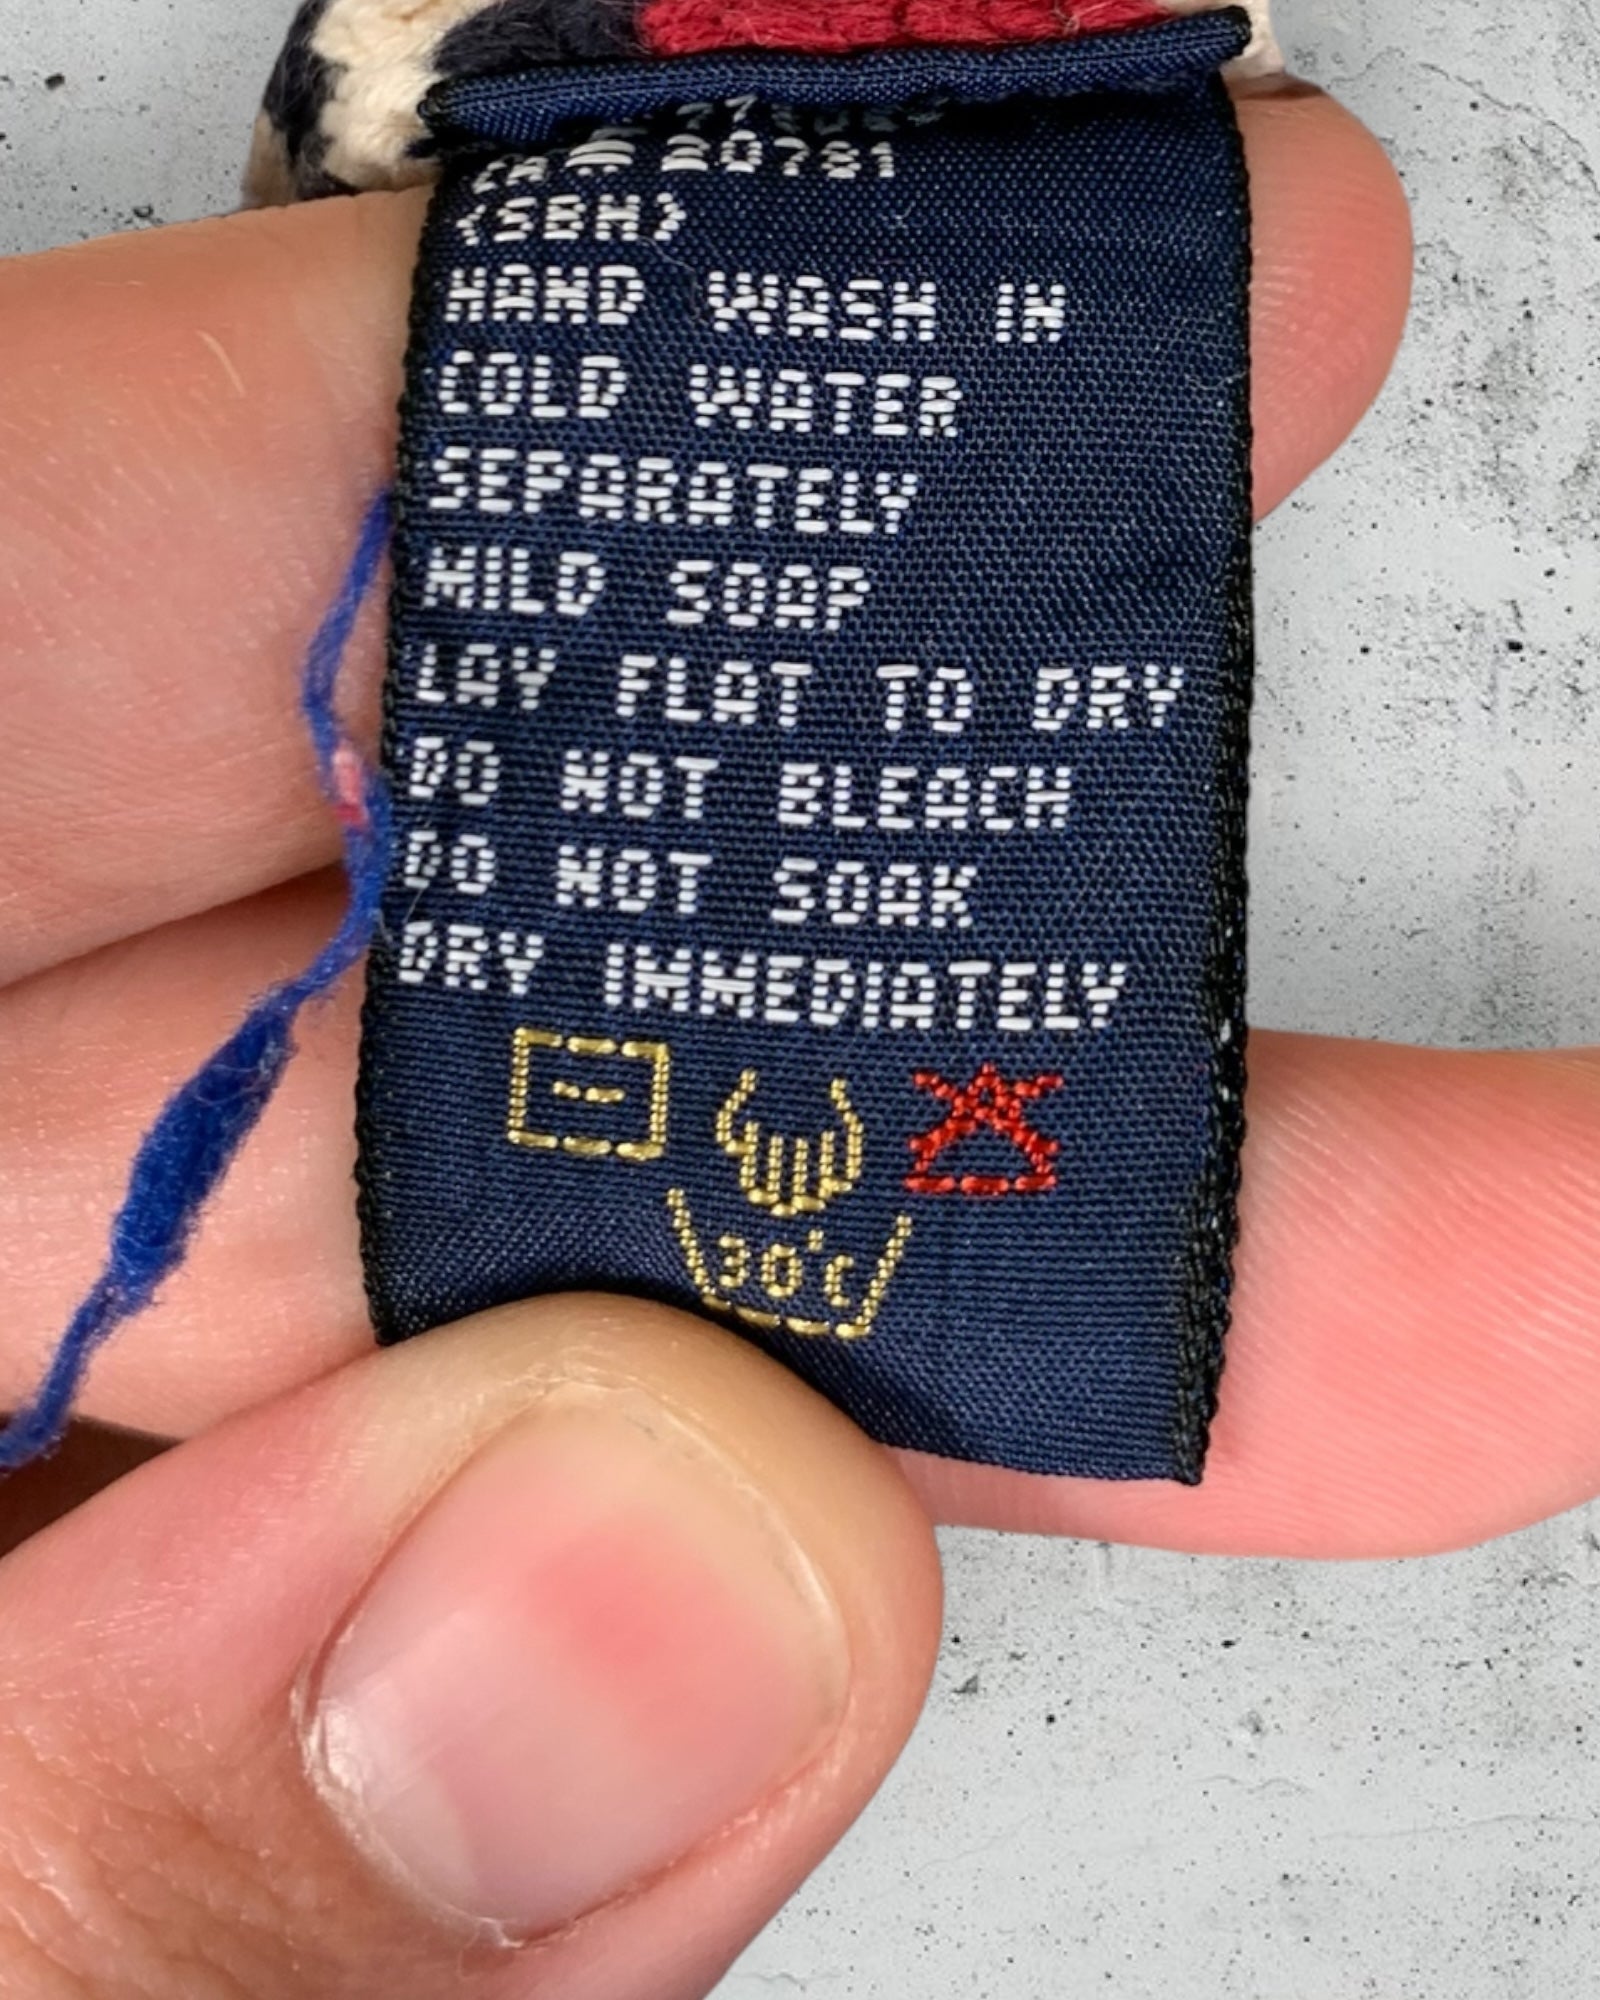 20781
<SBH>
HAND WASH IN
COLD WATER
SEPARATELY
MILD SOAP
LAY FLAT TO DRY
DO NOT BLEACH
DO NOT SOAK
DRY IMMEDIATELY
30°C